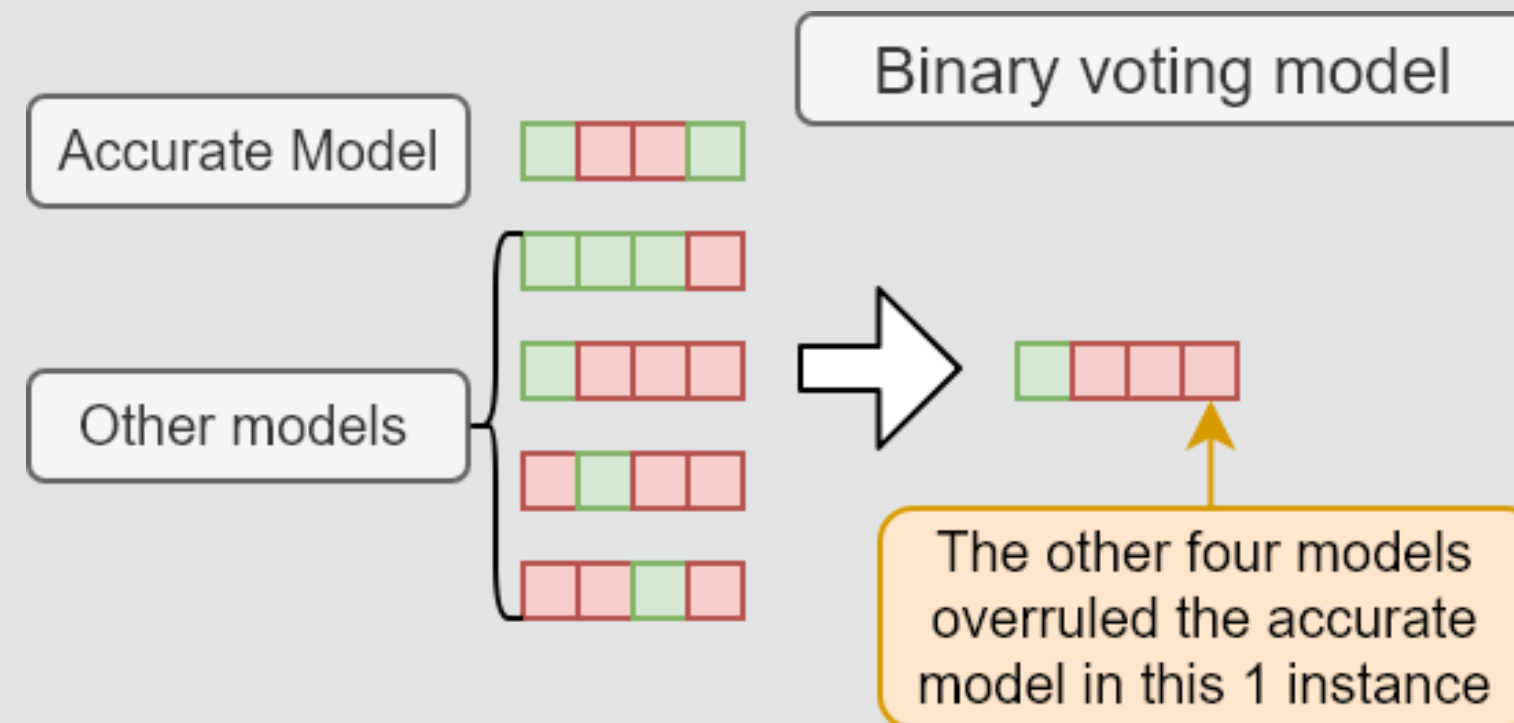 Binary voting model
Accurate Model
Other models
The other four models
overruled the accurate
model in this 1 instance